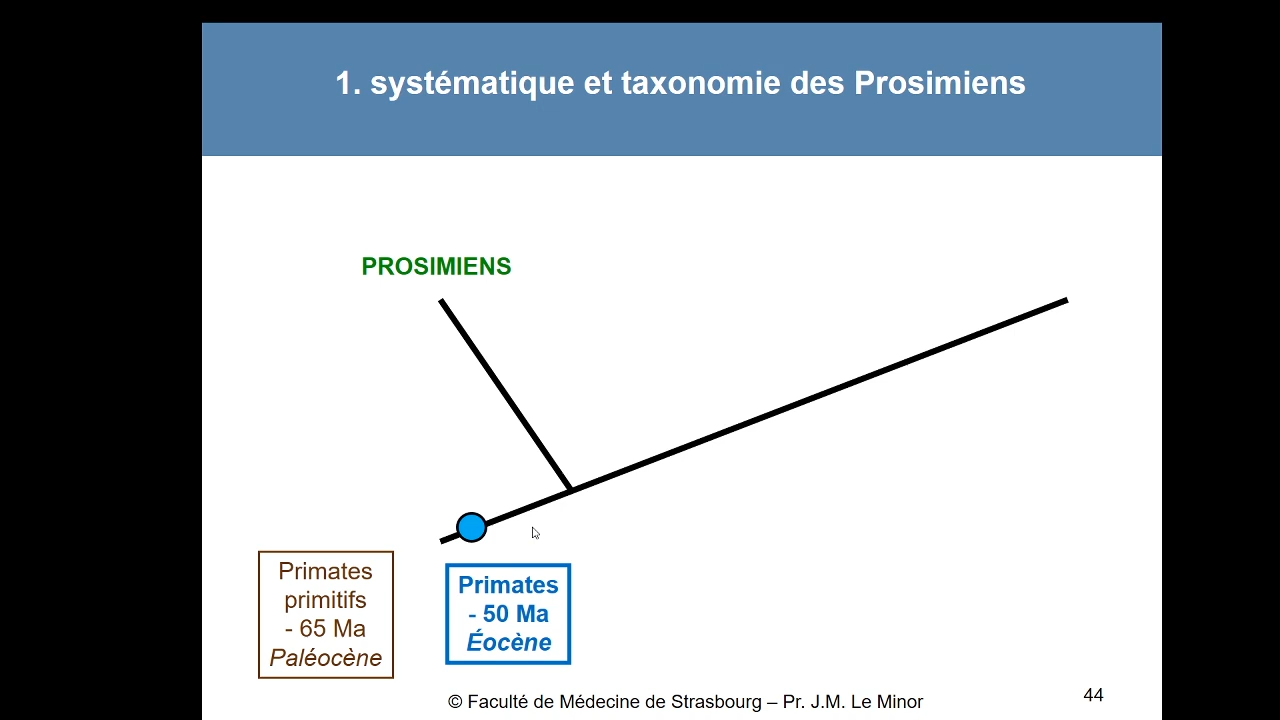 1. systématique et taxonomie des Prosimiens
PROSIMIENS
Primates
primitifs
- 65 Ma
Paléocène
Primates
- 50 Ma
Éocène
© Faculté de Médecine de Strasbourg – Pr. J.M. Le Minor
44